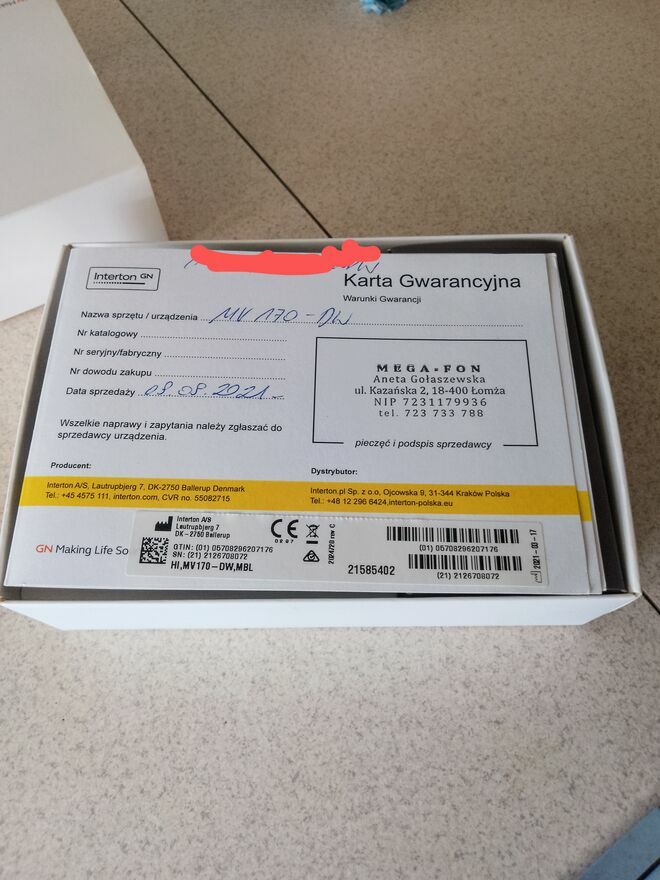 Interton GN
Karta Gwarancyjna
Warunki Gwarancji
Nazwa sprzętu / urządzenia MV 170 - DW
Nr katalogowy
Nr seryjny/fabryczny
Nr dowodu zakupu
Data sprzedaży 09.08.2021
Wszelkie naprawy i zapytania należy zgłaszać do
sprzedawcy urządzenia.
MEGA-FON
Aneta Gołaszewska
ul. Kazańska 2, 18-400 Łomża
NIP 7231179936
tel. 723 733 788
pieczęć i podpis sprzedawcy
Producent:
Interton A/S, Lautrupbjerg 7, DK-2750 Ballerup Denmark
Tel.: +45 4575 111, interton.com, CVR no. 55082715
Dystrybutor:
Interton.pl Sp. z o.o, Ojcowska 9, 31-344 Kraków Polska
Tel.: +48 12 296 6424,interton-polska.eu
GN Making Life So
Interton A/S
Lautrupbjerg 7
DK-2750 Ballerup
GTIN: (01) 05708296207176
SN: (21) 2126708072
HI,MV170-DW,MBL
CE
0297
2024/20 rev C
21585402
(01) 05708296207176
(21) 2126708072
2021-03-17